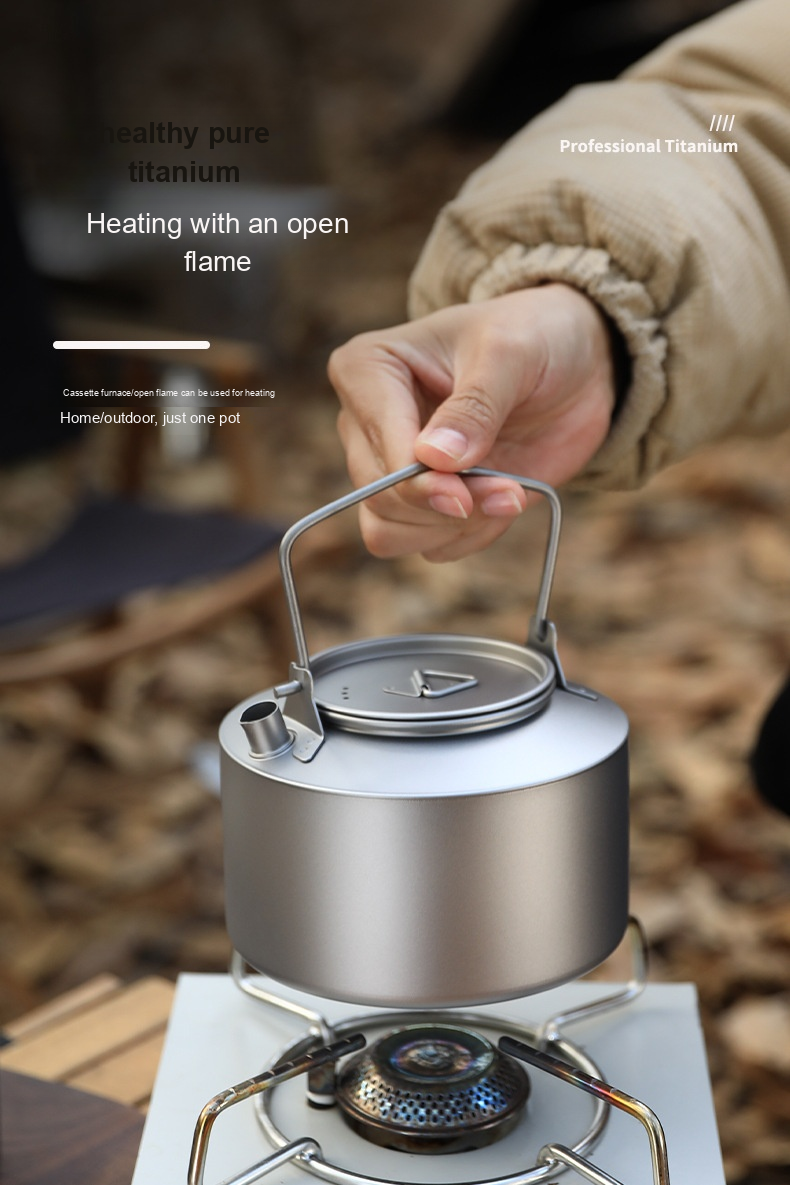 healthy pure
titanium
Heating with an open
flame
////
Professional Titanium
Cassette furnace/open flame can be used for heating
Home/outdoor, just one pot